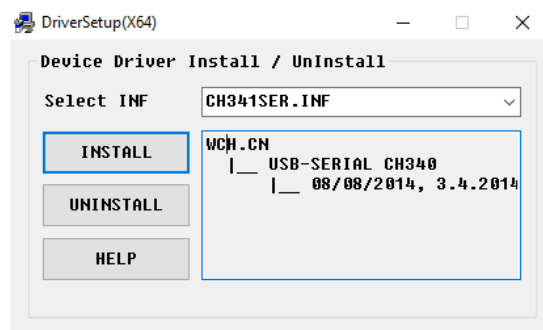 DriverSetup(X64)
Device Driver Install / UnInstall
Select INF
CH341SER.INF
INSTALL
UNINSTALL
HELP
WCH.CN
|__ USB-SERIAL CH340
|__ 08/08/2014, 3.4.2014